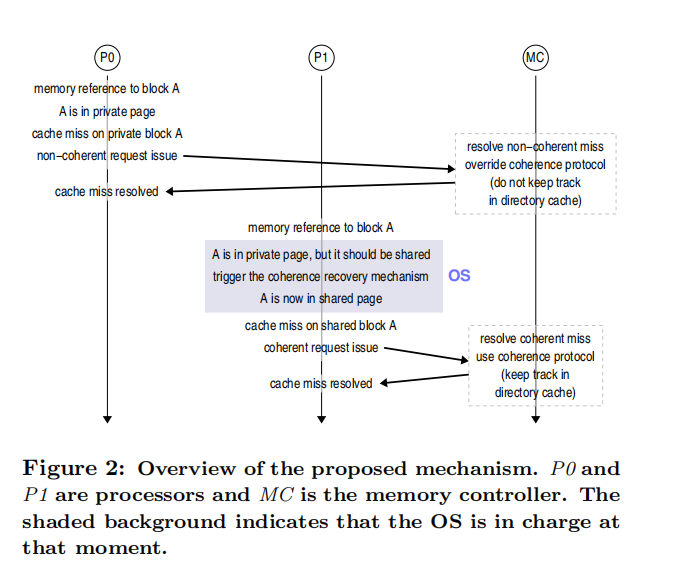 P0
P1
MC
memory reference to block A
A is in private page
cache miss on private block A
non−coherent request issue
resolve non−coherent miss
override coherence protocol
(do not keep track
in directory cache)
cache miss resolved
memory reference to block A
A is in private page, but it should be shared
trigger the coherence recovery mechanism
A is now in shared page
OS
cache miss on shared block A
coherent request issue
resolve coherent miss
use coherence protocol
(keep track in
directory cache)
cache miss resolved
Figure 2: Overview of the proposed mechanism. P0 and
P1 are processors and MC is the memory controller. The
shaded background indicates that the OS is in charge at
that moment.